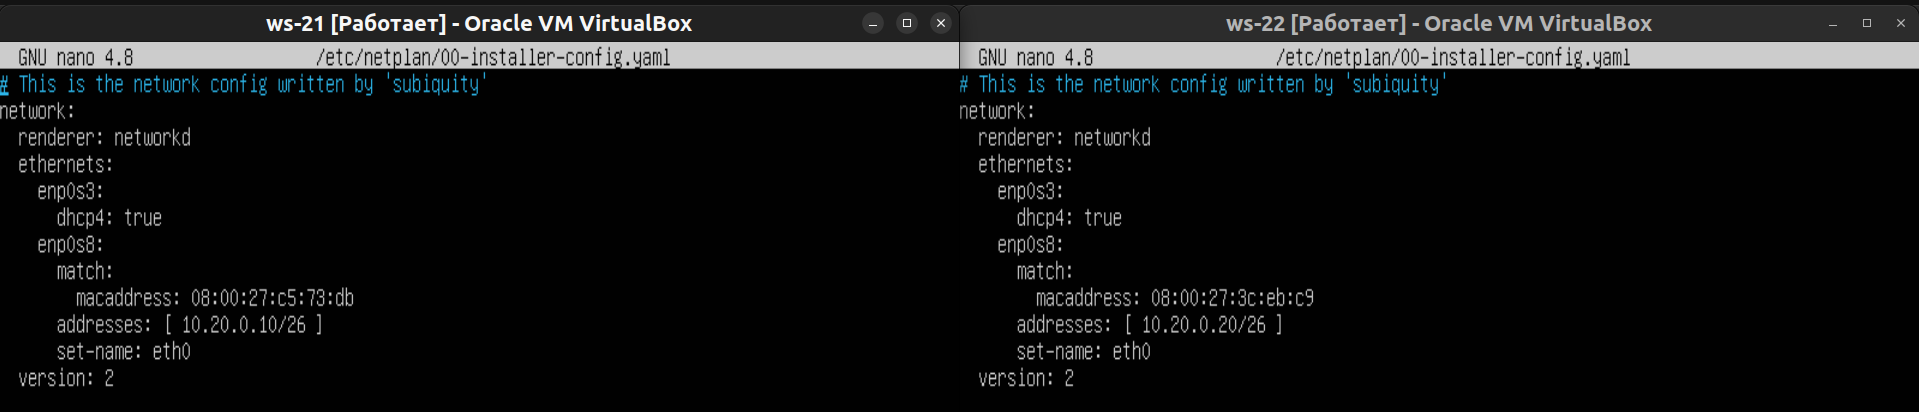 ws-21 [Работает] - Oracle VM VirtualBox
GNU nano 4.8 /etc/netplan/00-installer-config.yaml
# This is the network config written by 'subiquity'
network:
  renderer: networkd
  ethernets:
    enp0s3:
      dhcp4: true
    enp0s8:
      match:
        macaddress: 08:00:27:c5:73:db
      addresses: [ 10.20.0.10/26 ]
      set-name: eth0
  version: 2
ws-22 [Работает] - Oracle VM VirtualBox
GNU nano 4.8 /etc/netplan/00-installer-config.yaml
# This is the network config written by 'subiquity'
network:
  renderer: networkd
  ethernets:
    enp0s3:
      dhcp4: true
    enp0s8:
      match:
        macaddress: 08:00:27:3c:eb:c9
      addresses: [ 10.20.0.20/26 ]
      set-name: eth0
  version: 2